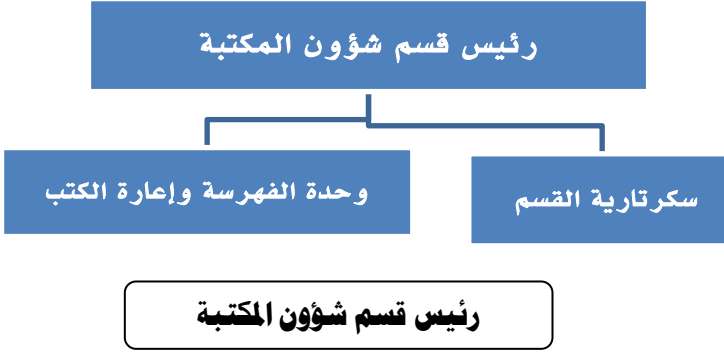 رئيس قسم شؤون المكتبة
سكرتارية القسم
وحدة الفهرسة وإعارة الكتب
رئيس قسم شؤون المكتبة